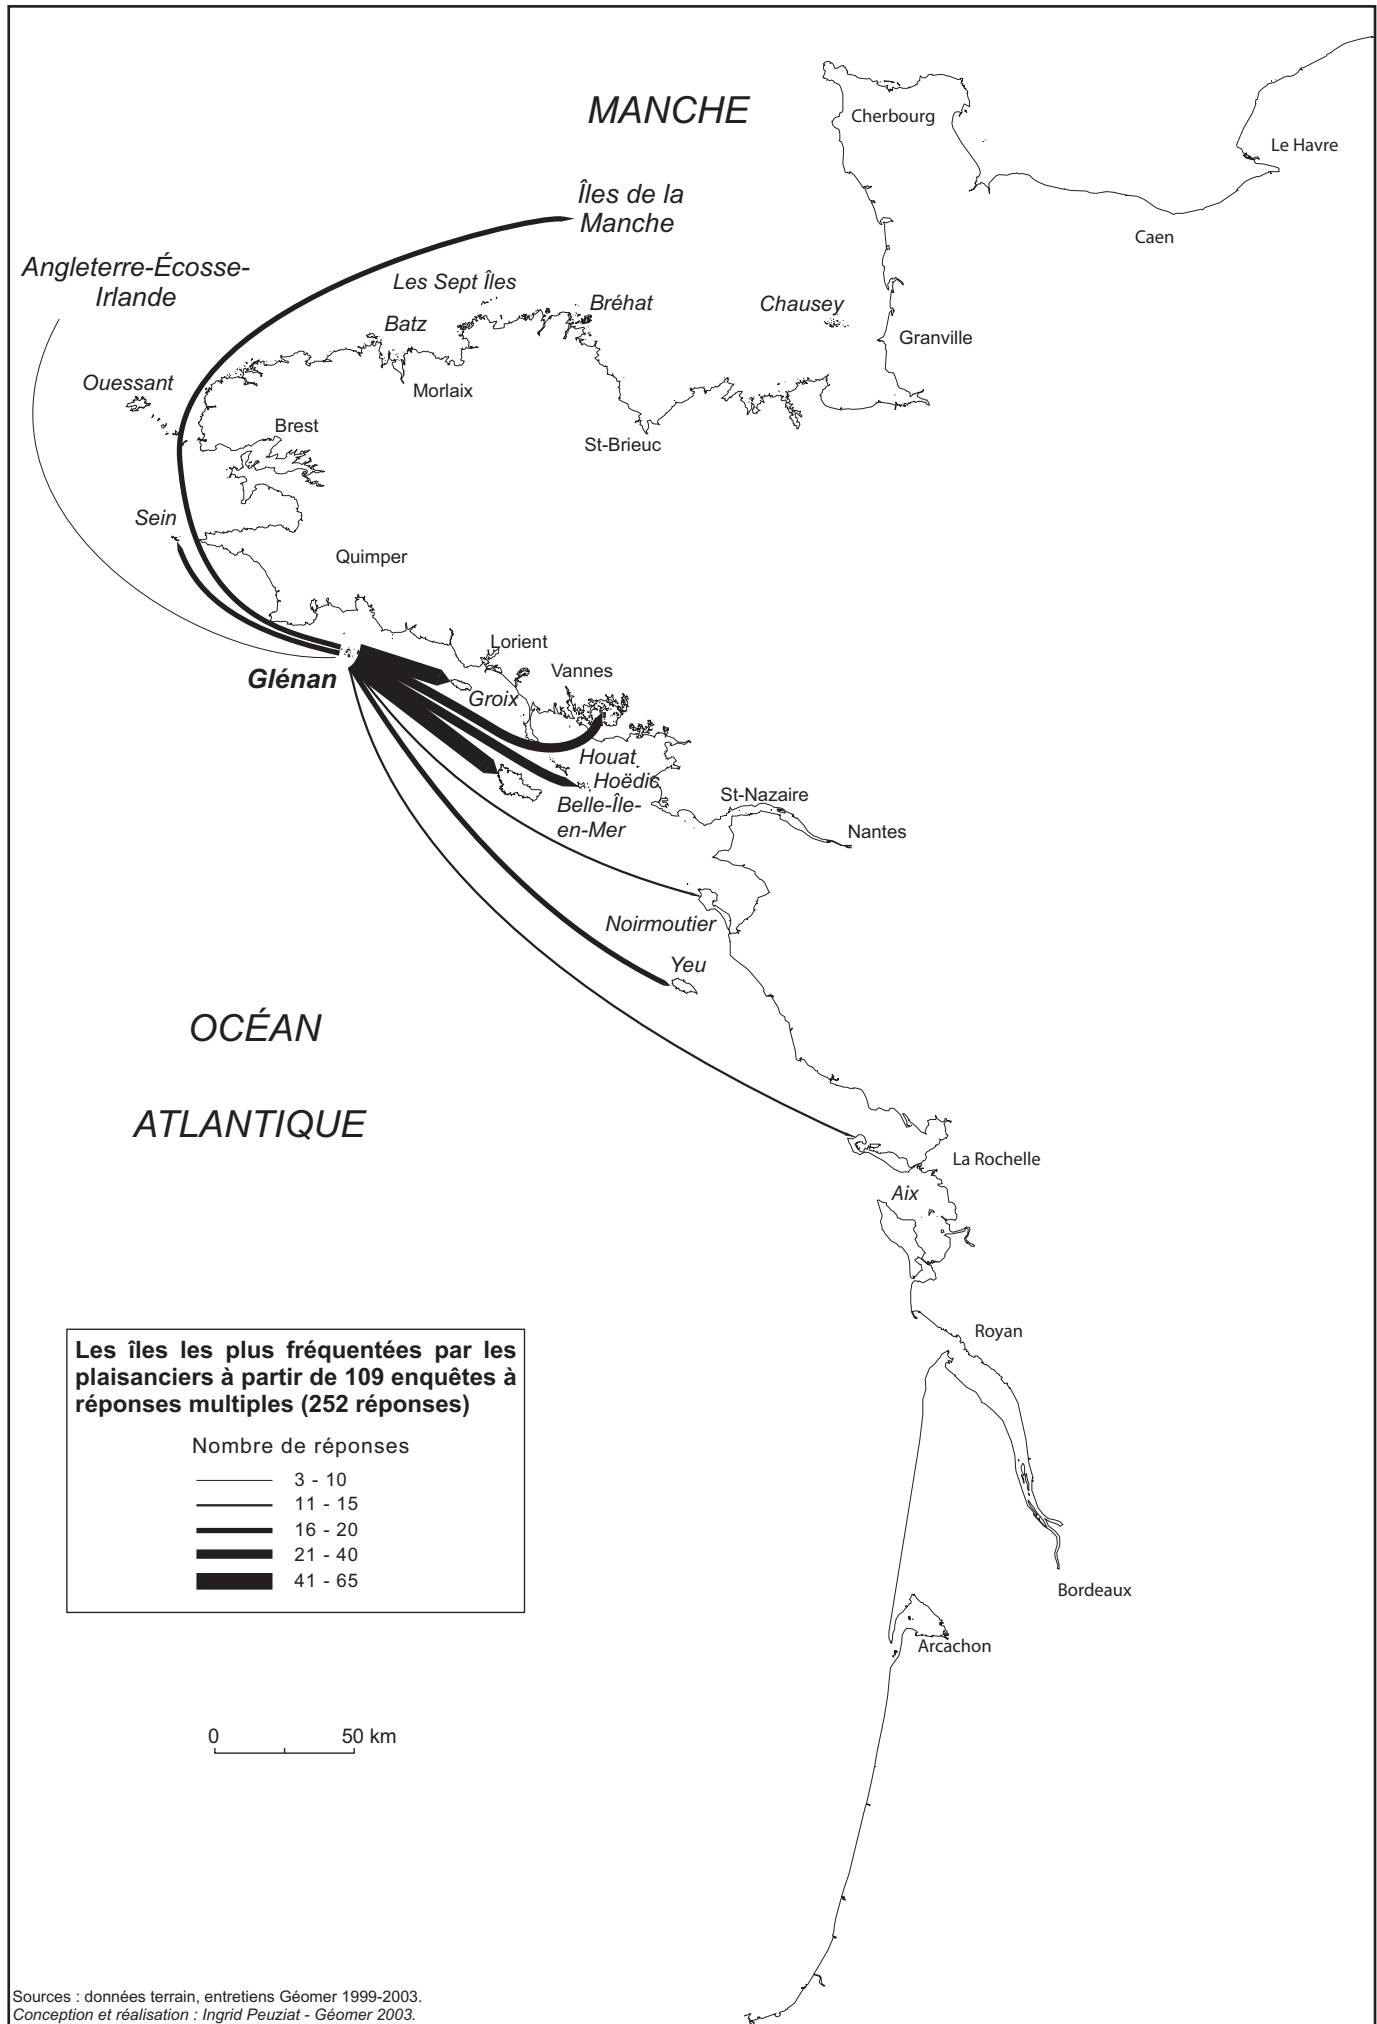 MANCHE
Cherbourg
Le Havre
Îles de la
Manche
Caen
Angleterre-Écosse-
Irlande
Les Sept Îles
Bréhat
Chausey
Batz
Granville
Ouessant
Morlaix
Brest
St-Brieuc
Sein
Quimper
Lorient
Vannes
Glénan
Groix
Houat
Hoëdic
Belle-Île-
en-Mer
St-Nazaire
Nantes
Noirmoutier
Yeu
OCÉAN
ATLANTIQUE
La Rochelle
Aix
Royan
Les îles les plus fréquentées par les
plaisanciers à partir de 109 enquêtes à
réponses multiples (252 réponses)
Nombre de réponses
3 - 10
11 - 15
16 - 20
21 - 40
41 - 65
Bordeaux
Arcachon
0 50 km
Sources : données terrain, entretiens Géomer 1999-2003.
Conception et réalisation : Ingrid Peuziat - Géomer 2003.